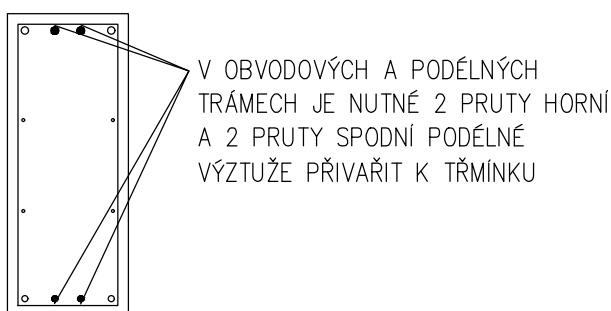 V OBVODOVÝCH A PODÉLNÝCH
TRÁMECH JE NUTNÉ 2 PRUTY HORNÍ
A 2 PRUTY SPODNÍ PODÉLNÉ
VÝZTUŽE PŘIVAŘIT K TŘMÍNKU